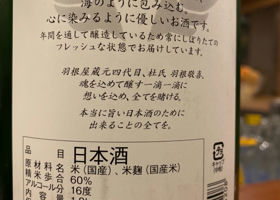 海のように包み込む。
心に染みるように優しいお酒です。
年間を通して醸造しているため常にしぼりたての
フレッシュな状態でお届けしています。
羽根屋蔵元四代目、杜氏 羽根敬喜、
魂を込めて醸す一滴一滴に
想いを込め、全てを賭ける。
本当に旨い日本酒のために
出来ることの全てを。
品目 日本酒
原材料 米(国産)、米麹(国産米)
精米歩合 60%
アルコール分 16度